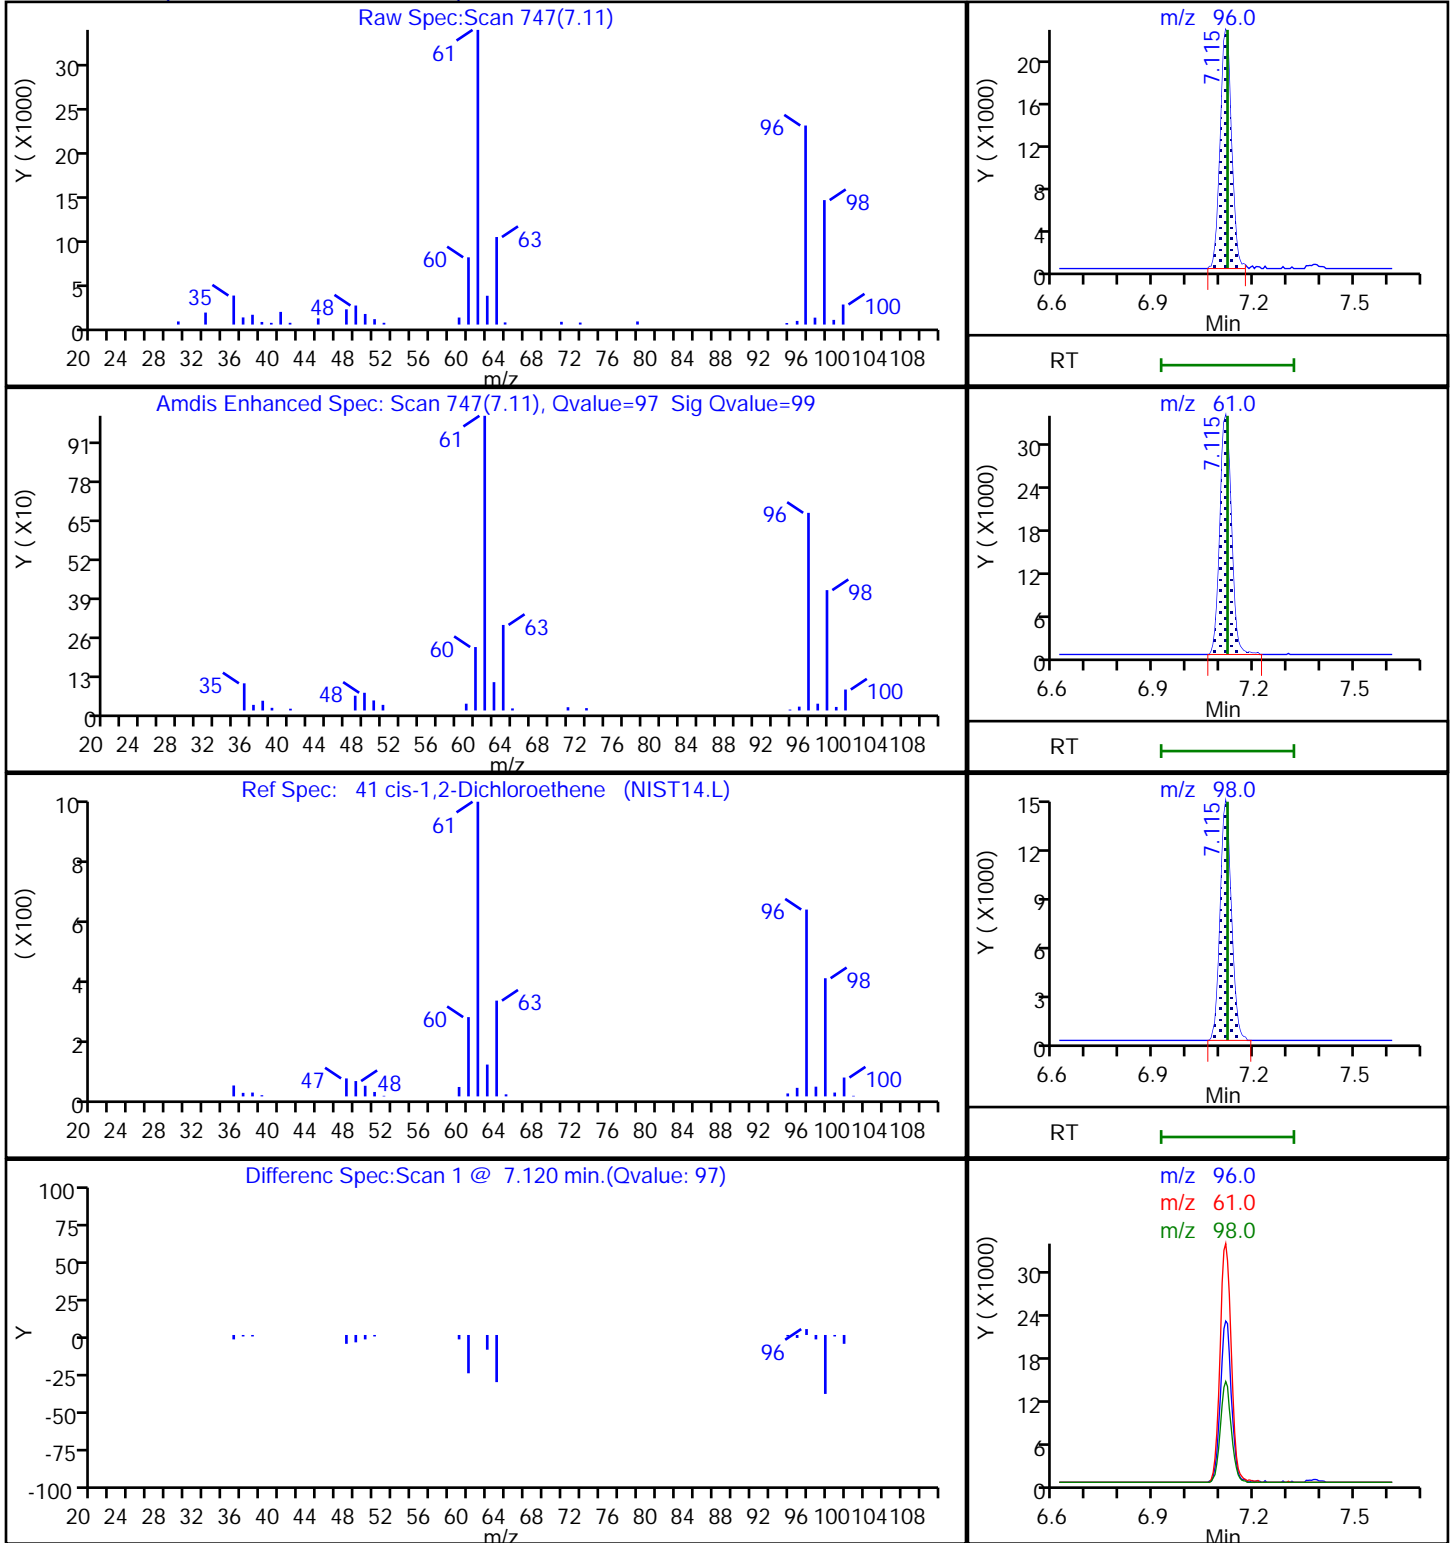 Raw Spec:Scan 747(7.11)
61
96
98
63
60
35
48
100
Y ( X1000)
30
25
20
15
10
5
0
20 24 28 32 36 40 44 48 52 56 60 64 68 72 76 80 84 88 92 96 100 104 108
m/z
m/z 96.0
7.115
Y ( X1000)
20
16
12
8
4
0
6.6 6.9 7.2 7.5
Min
RT
Amdis Enhanced Spec: Scan 747(7.11), Qvalue=97 Sig Qvalue=99
61
96
98
63
60
35
48
100
Y ( X10)
91
78
65
52
39
26
13
0
20 24 28 32 36 40 44 48 52 56 60 64 68 72 76 80 84 88 92 96 100 104 108
m/z
m/z 61.0
7.115
Y ( X1000)
30
24
18
12
6
0
6.6 6.9 7.2 7.5
Min
RT
Ref Spec: 41 cis-1,2-Dichloroethene (NIST14.L)
61
96
98
63
60
47
48
100
( X100)
10
8
6
4
2
0
20 24 28 32 36 40 44 48 52 56 60 64 68 72 76 80 84 88 92 96 100 104 108
m/z 98.0
7.115
Y ( X1000)
15
12
9
6
3
0
6.6 6.9 7.2 7.5
Min
RT
Differenc Spec:Scan 1 @ 7.120 min.(Qvalue: 97)
Y
100
75
50
25
0
-25
-50
-75
-100
96
20 24 28 32 36 40 44 48 52 56 60 64 68 72 76 80 84 88 92 96 100 104 108
m/z
m/z 96.0
m/z 61.0
m/z 98.0
Y ( X1000)
30
24
18
12
6
0
6.6 6.9 7.2 7.5
Min